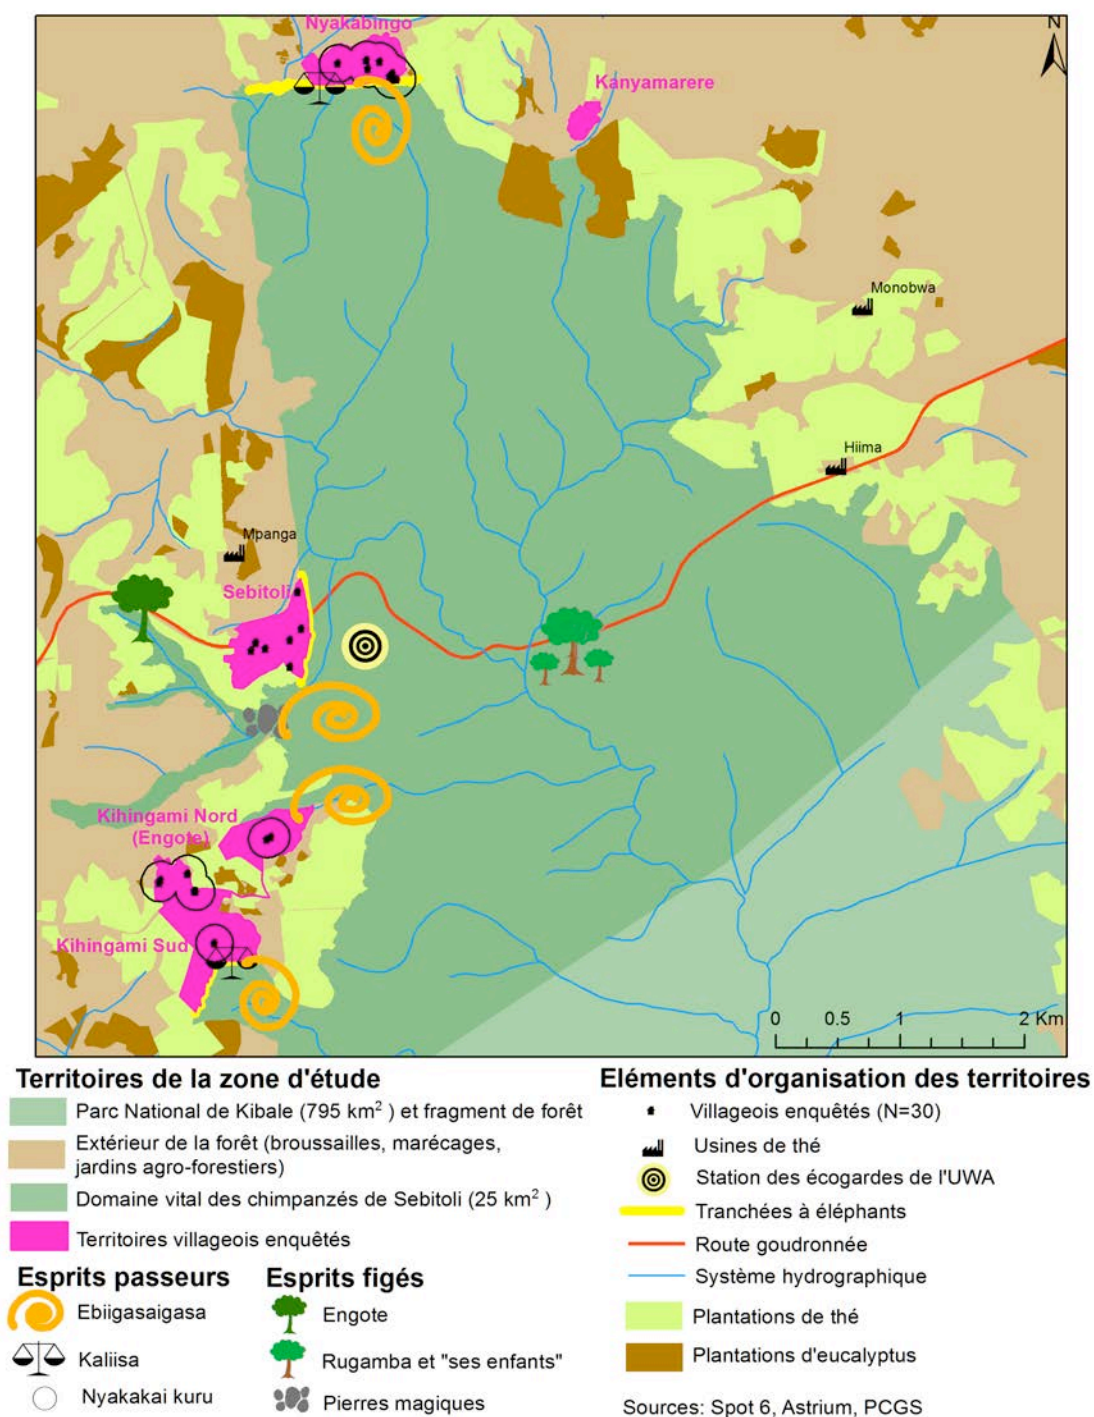 Nyakabingo
N
Kanyamarere
Monobwa
Hiima
Mpanga
Sebitoli
Kihingami Nord
(Engote)
Kihingami Sud
0 0.5 1 2 Km
Territoires de la zone d'étude
Parc National de Kibale (795 km² ) et fragment de forêt
Extérieur de la forêt (broussailles, marécages,
jardins agro-forestiers)
Domaine vital des chimpanzés de Sebitoli (25 km² )
Territoires villageois enquêtés
Esprits passeurs
Ebiigasaigasa
Kaliisa
Nyakakai kuru
Esprits figés
Engote
Rugamba et "ses enfants"
Pierres magiques
Eléments d'organisation des territoires
Villageois enquêtés (N=30)
Usines de thé
Station des écogardes de l'UWA
Tranchées à éléphants
Route goudronnée
Système hydrographique
Plantations de thé
Plantations d'eucalyptus
Sources: Spot 6, Astrium, PCGS